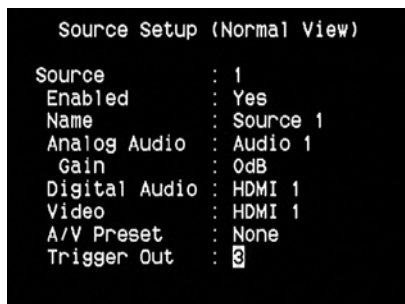 Source Setup (Normal View)
Source : 1
Enabled : Yes
Name : Source 1
Analog Audio : Audio 1
Gain : 0dB
Digital Audio : HDMI 1
Video : HDMI 1
A/V Preset : None
Trigger Out : 3